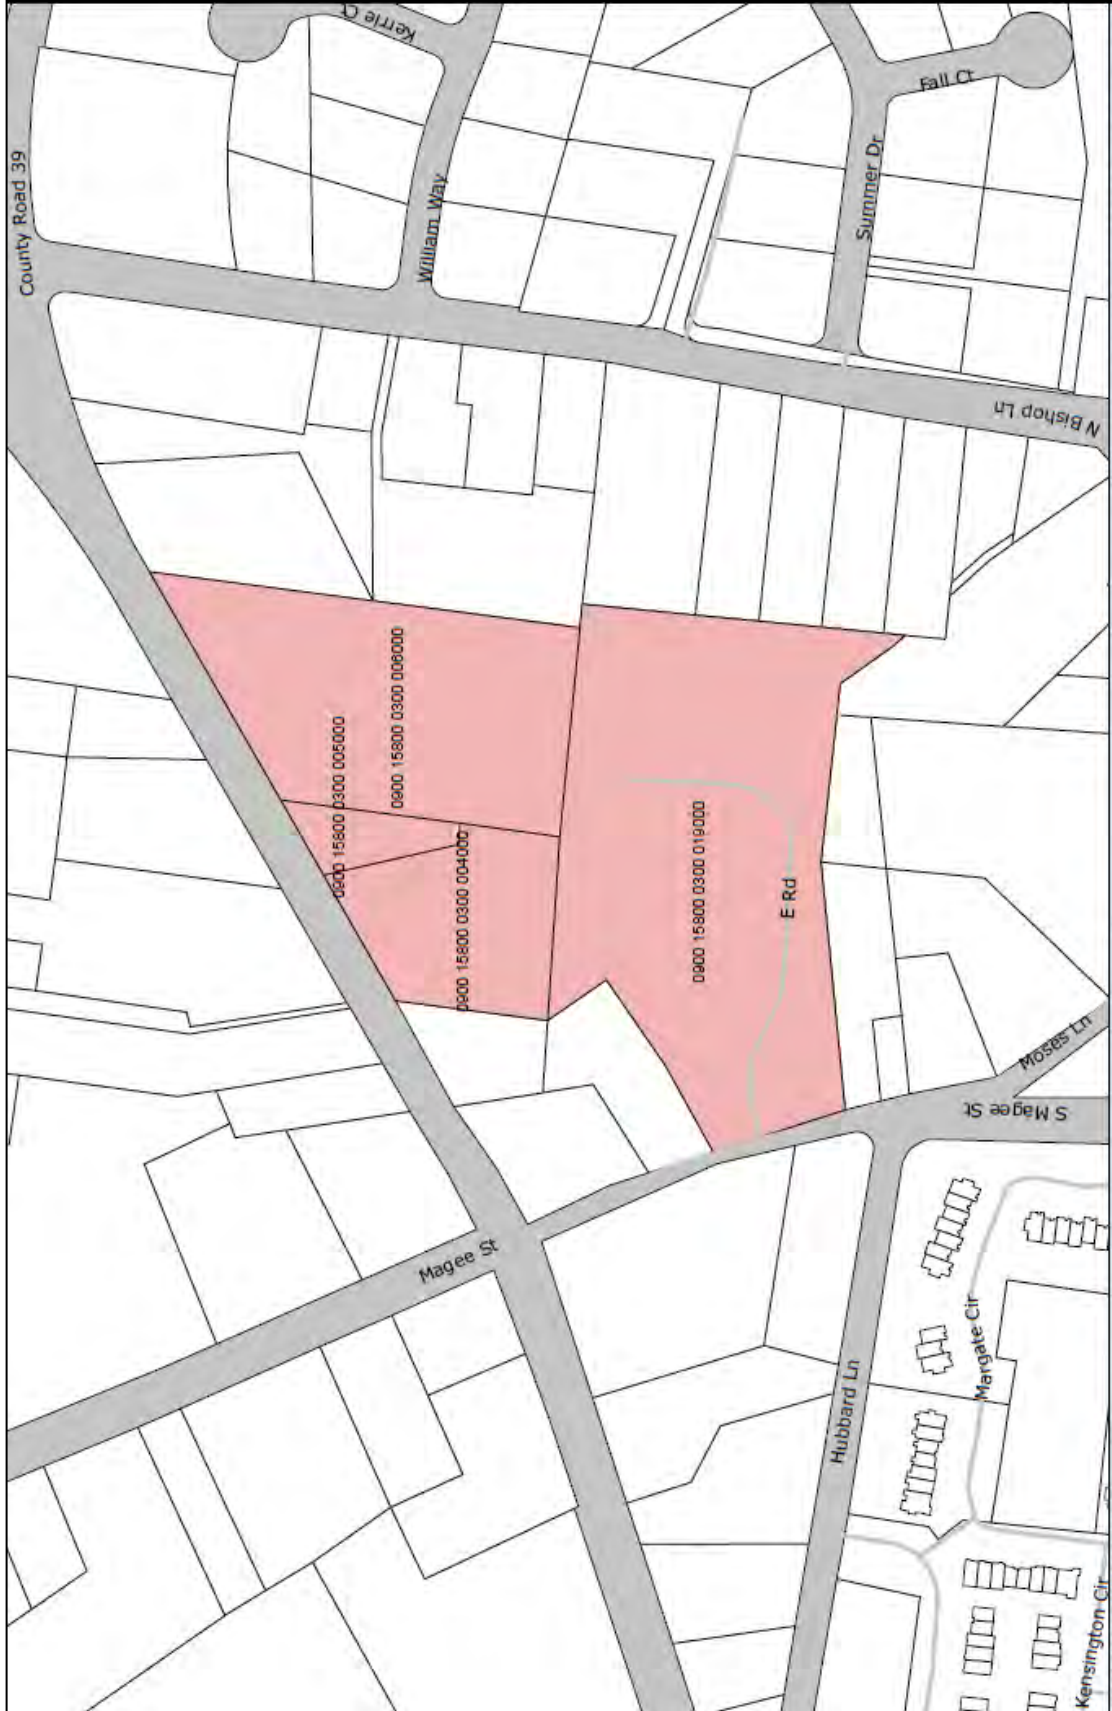 Kerrie Ct
Fall Ct
County Road 39
William Way
Summer Dr
N Bishop Ln
0900 15800 0300 006000
0900 15800 0300 005000
0900 15800 0300 004000
0900 15800 0300 019000
E Rd
Moses Ln
S Magee St
Magee St
Margate Cir
Hubbard Ln
Kensington Cir